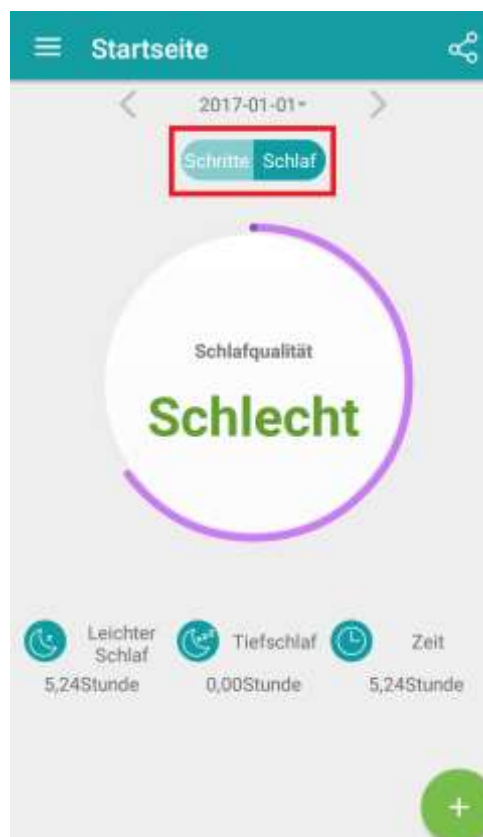 Startseite
2017-01-01
Schritte Schlaf
Schlafqualität
Schlecht
Leichter Schlaf
Tiefschlaf
Zeit
5,24Stunde
0,00Stunde
5,24Stunde
+